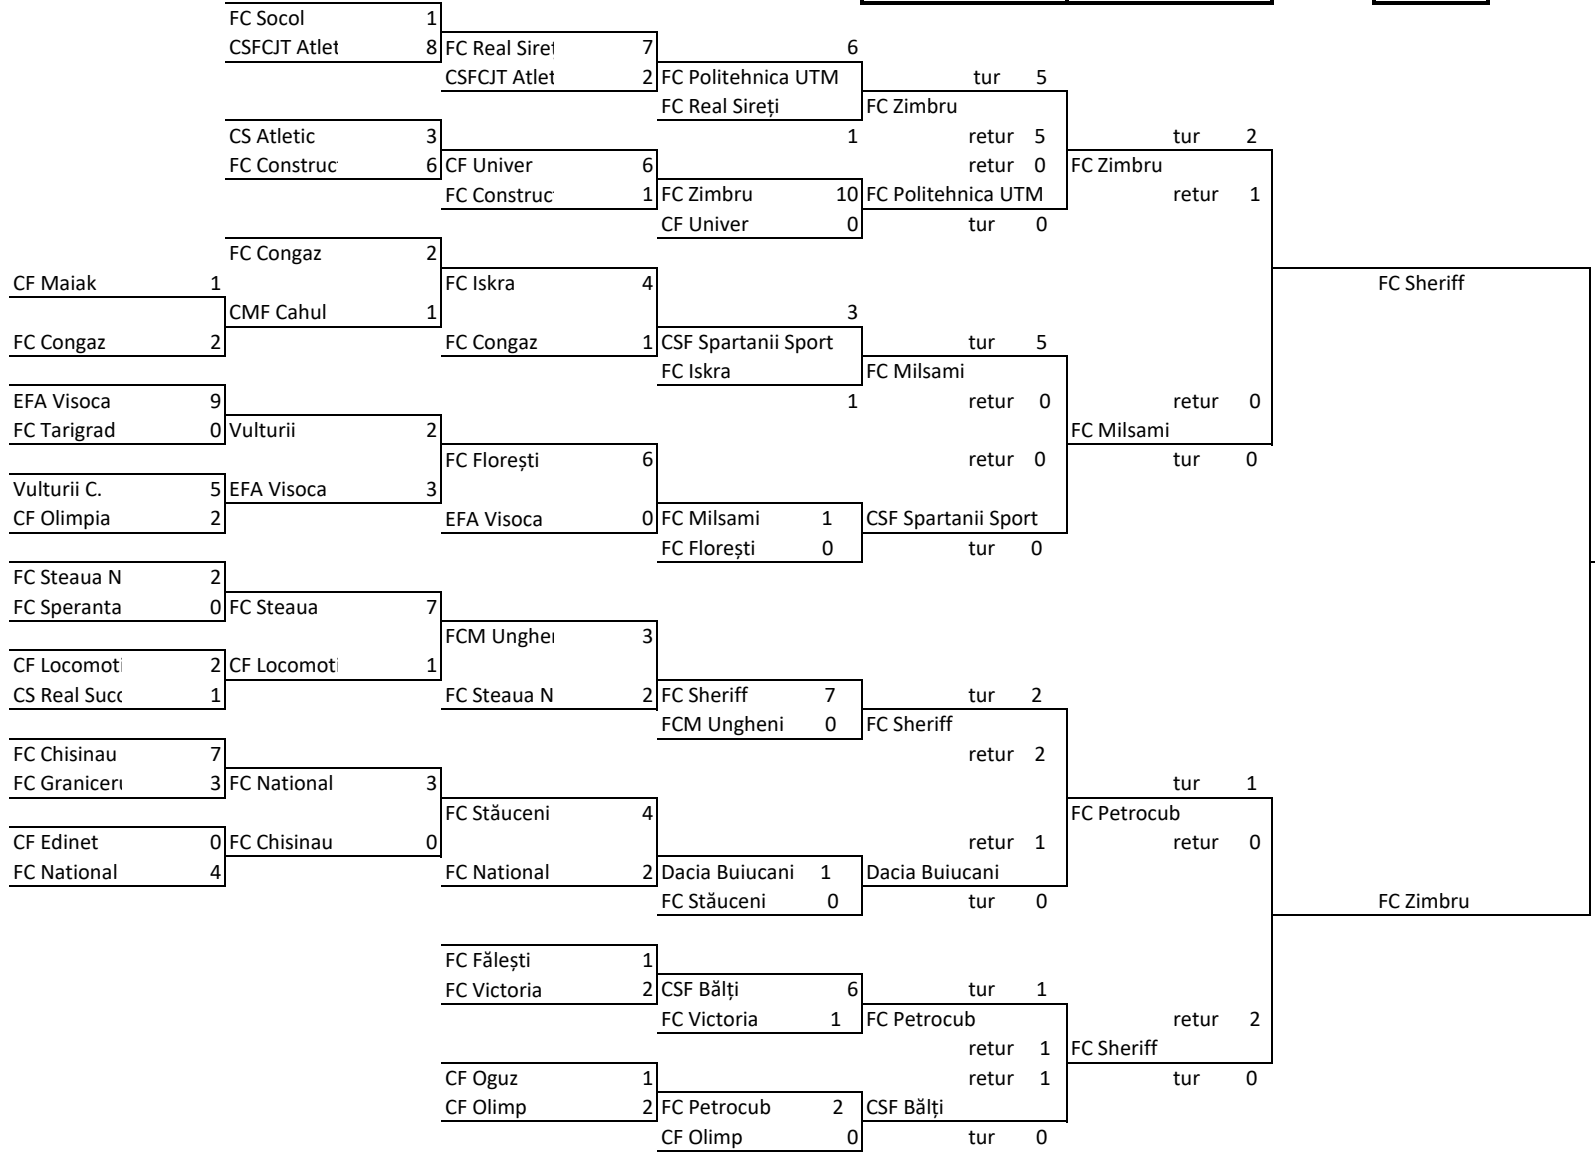 FC Socol 1
CSFCJT Atlet 8 FC Real Sireț 7 6
CSFCJT Atlet 2 FC Politehnica UTM tur 5
FC Real Sireți FC Zimbru
CS Atletic 3 1 retur 5 tur 2
FC Construc 6 CF Univer 6 retur 0 FC Zimbru
FC Construc 1 FC Zimbru 10 FC Politehnica UTM retur 1
CF Univer 0 tur 0
FC Congaz 2
CF Maiak 1 FC Iskra 4 FC Sheriff
CMF Cahul 1 3
FC Congaz 2 FC Congaz 1 CSF Spartanii Sport tur 5
FC Iskra FC Milsami
EFA Visoca 9 1 retur 0 retur 0
FC Tarigrad 0 Vulturii 2 FC Milsami
FC Florești 6 retur 0 tur 0
Vulturii C. 5 EFA Visoca 3
CF Olimpia 2 EFA Visoca 0 FC Milsami 1 CSF Spartanii Sport
FC Florești 0 tur 0
FC Steaua N 2
FC Speranta 0 FC Steaua 7
FCM Unghe 3
CF Locomoti 2 CF Locomoti 1
CS Real Succ 1 FC Steaua N 2 FC Sheriff 7 tur 2
FCM Ungheni 0 FC Sheriff
FC Chisinau 7 retur 2
FC Graniceru 3 FC National 3 tur 1
FC Stăuceni 4 FC Petrocub
CF Edinet 0 FC Chisinau 0 retur 1 retur 0
FC National 4 FC National 2 Dacia Buiucani 1 Dacia Buiucani
FC Stăuceni 0 tur 0 FC Zimbru
FC Fălești 1
FC Victoria 2 CSF Bălți 6 tur 1
FC Victoria 1 FC Petrocub retur 2
retur 1 FC Sheriff
CF Oguz 1 retur 1 tur 0
CF Olimp 2 FC Petrocub 2 CSF Bălți
CF Olimp 0 tur 0